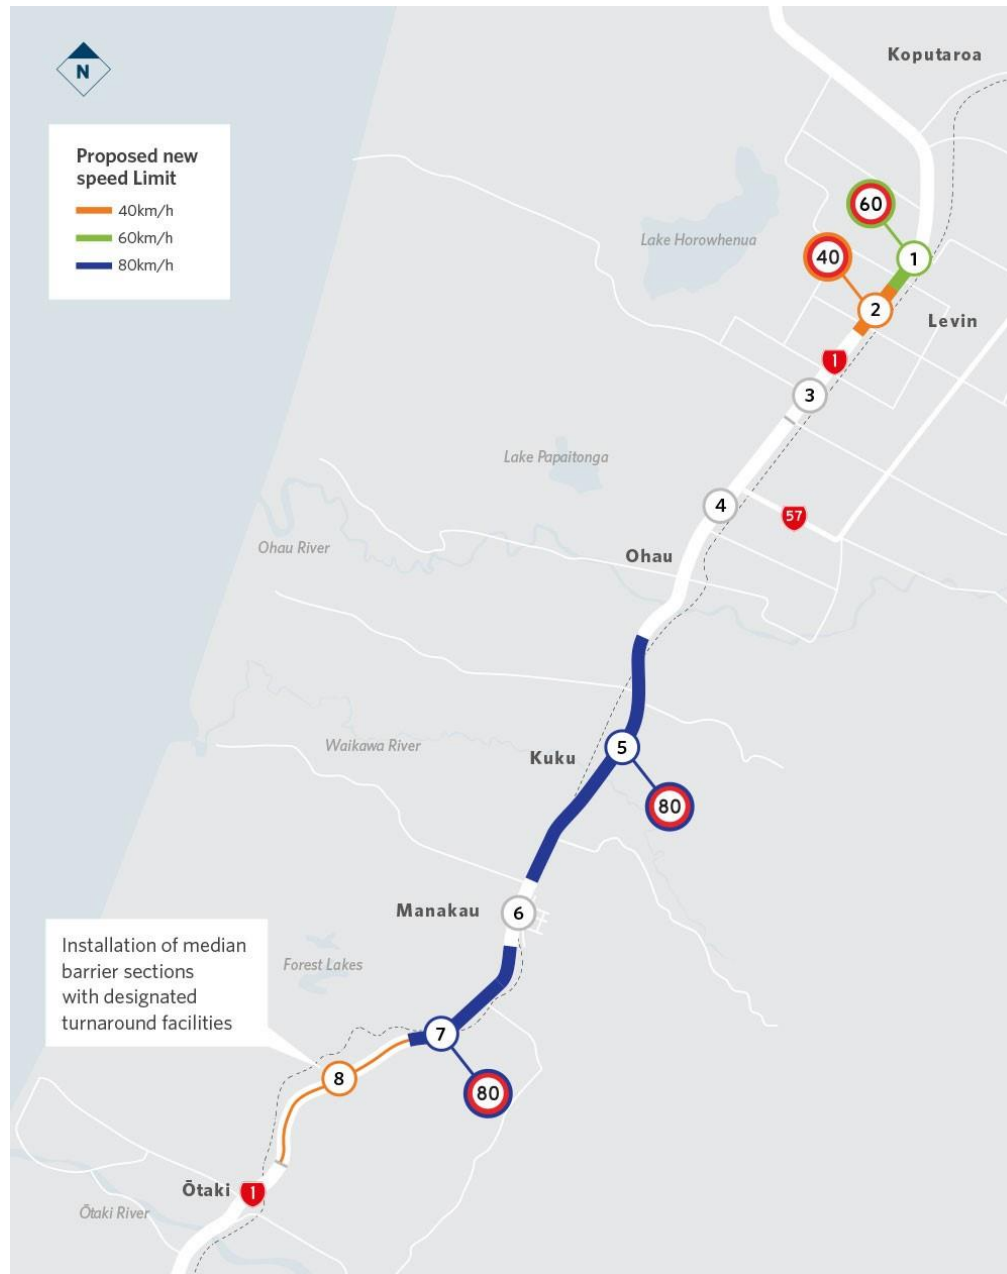 N
Koputaroa
Proposed new
speed Limit
40km/h
60km/h
80km/h
60
Lake Horowhenua
40
1
2
Levin
1
3
Lake Papaitonga
4
57
Ohau River
Ohau
Waikawa River
Kuku
5
80
Manakau
6
Installation of median
barrier sections
with designated
turnaround facilities
Forest Lakes
7
8
80
Ōtaki
1
Ōtaki River